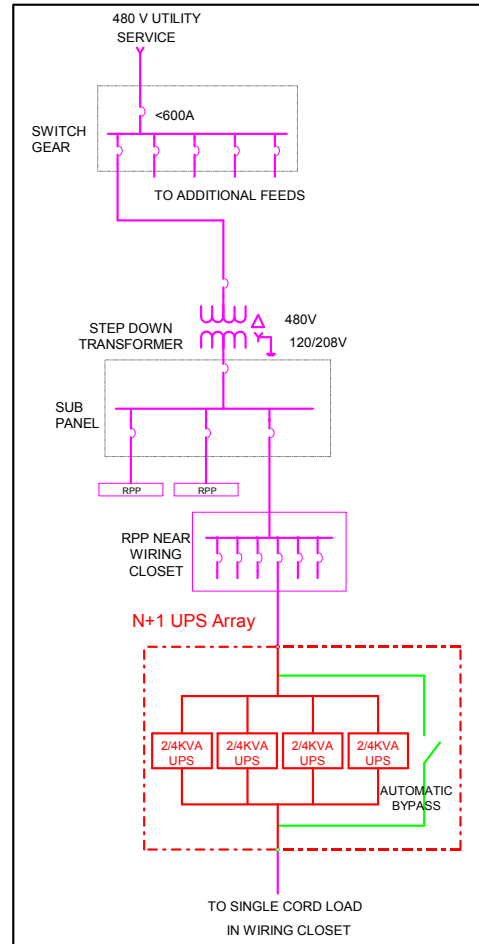 480 V UTILITY
SERVICE
<600A
SWITCH
GEAR
TO ADDITIONAL FEEDS
480V
STEP DOWN
TRANSFORMER
120/208V
SUB
PANEL
RPP
RPP
RPP NEAR
WIRING
CLOSET
N+1 UPS Array
2/4KVA
UPS
2/4KVA
UPS
2/4KVA
UPS
2/4KVA
UPS
AUTOMATIC
BYPASS
TO SINGLE CORD LOAD
IN WIRING CLOSET